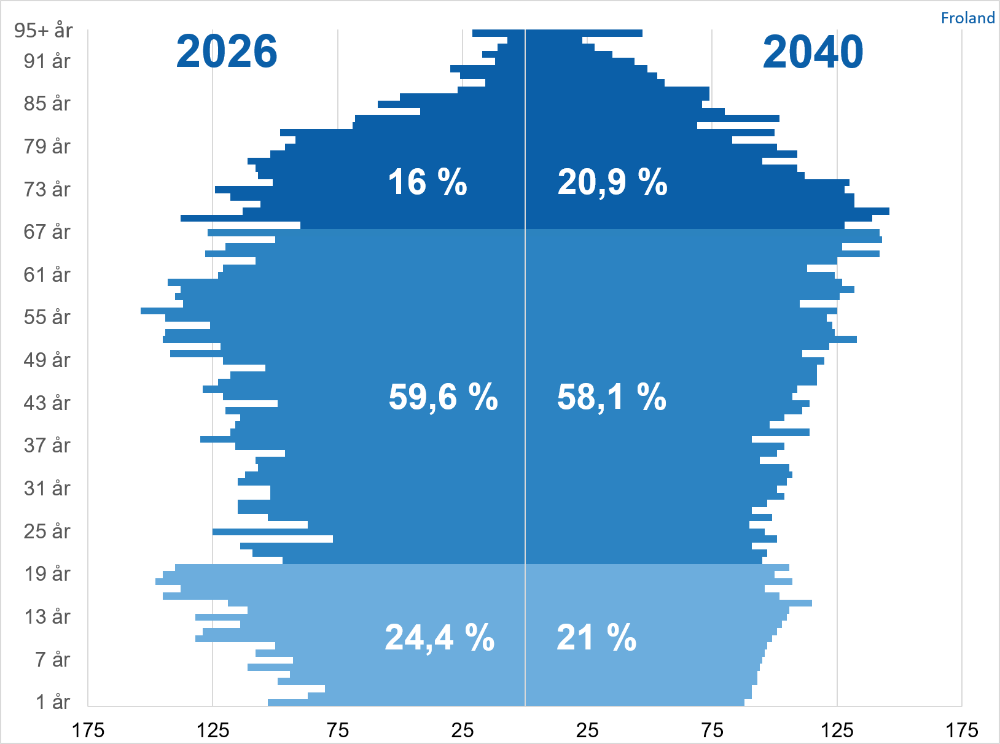 Froland
95+ år
2026
2040
91 år
85 år
79 år
16 %
20,9 %
73 år
67 år
61 år
55 år
49 år
59,6 %
58,1 %
43 år
37 år
31 år
25 år
19 år
13 år
24,4 %
21 %
7 år
1 år
175 125 75 25 25 75 125 175